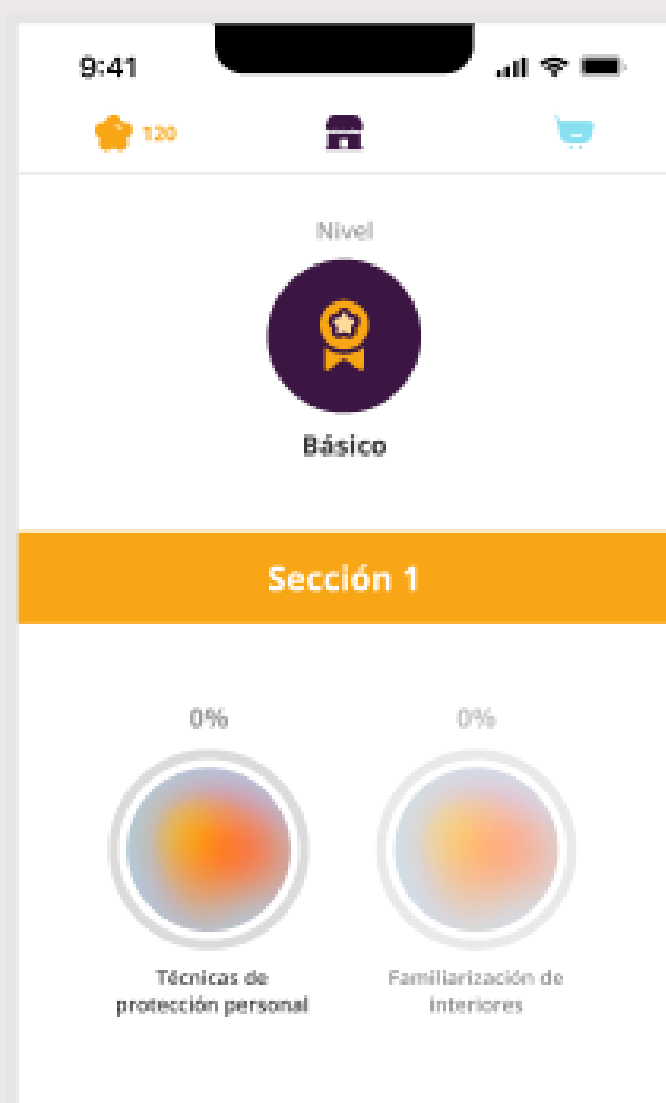 9:41
120
Nivel
Básico
Sección 1
0%
0%
Técnicas de
protección personal
Familiarización de
interiores